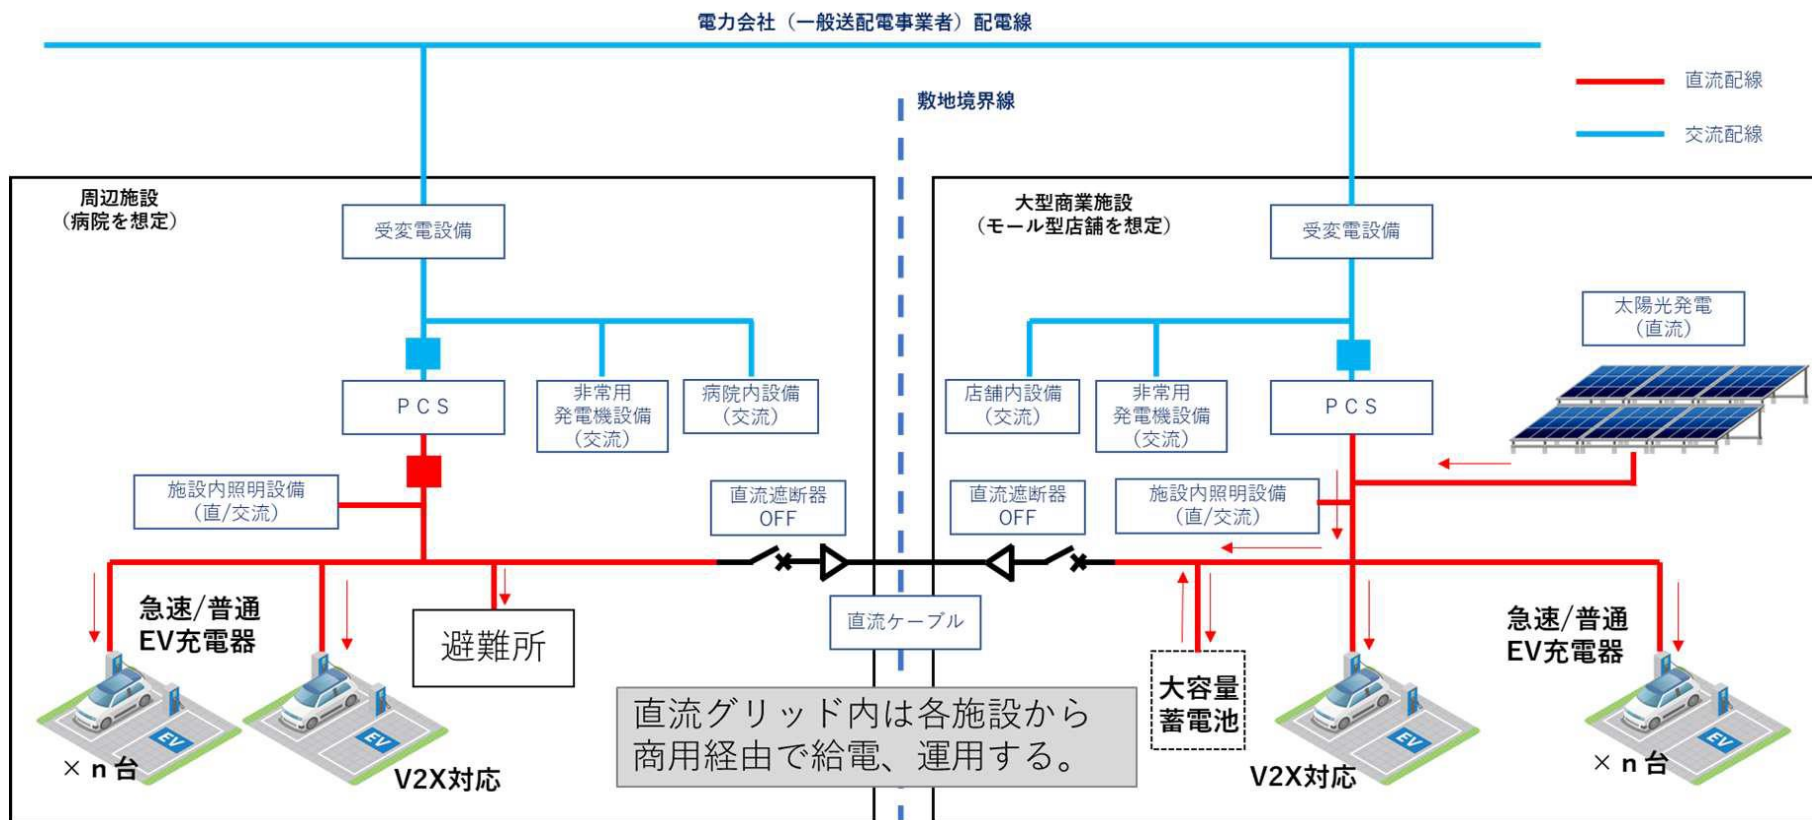 電力会社（一般送配電事業者）配電線
直流配線
交流配線
敷地境界線
周辺施設
（病院を想定）
受変電設備
PCS
非常用
発電機設備
（交流）
病院内設備
（交流）
施設内照明設備
（直/交流）
直流遮断器
OFF
急速/普通
EV充電器
避難所
EV
EV
×n台
V2X対応
大型商業施設
（モール型店舗を想定）
受変電設備
太陽光発電
（直流）
店舗内設備
（交流）
非常用
発電機設備
（交流）
PCS
直流遮断器
OFF
施設内照明設備
（直/交流）
直流ケーブル
大容量
蓄電池
急速/普通
EV充電器
EV
EV
V2X対応
×n台
直流グリッド内は各施設から
商用経由で給電、運用する。